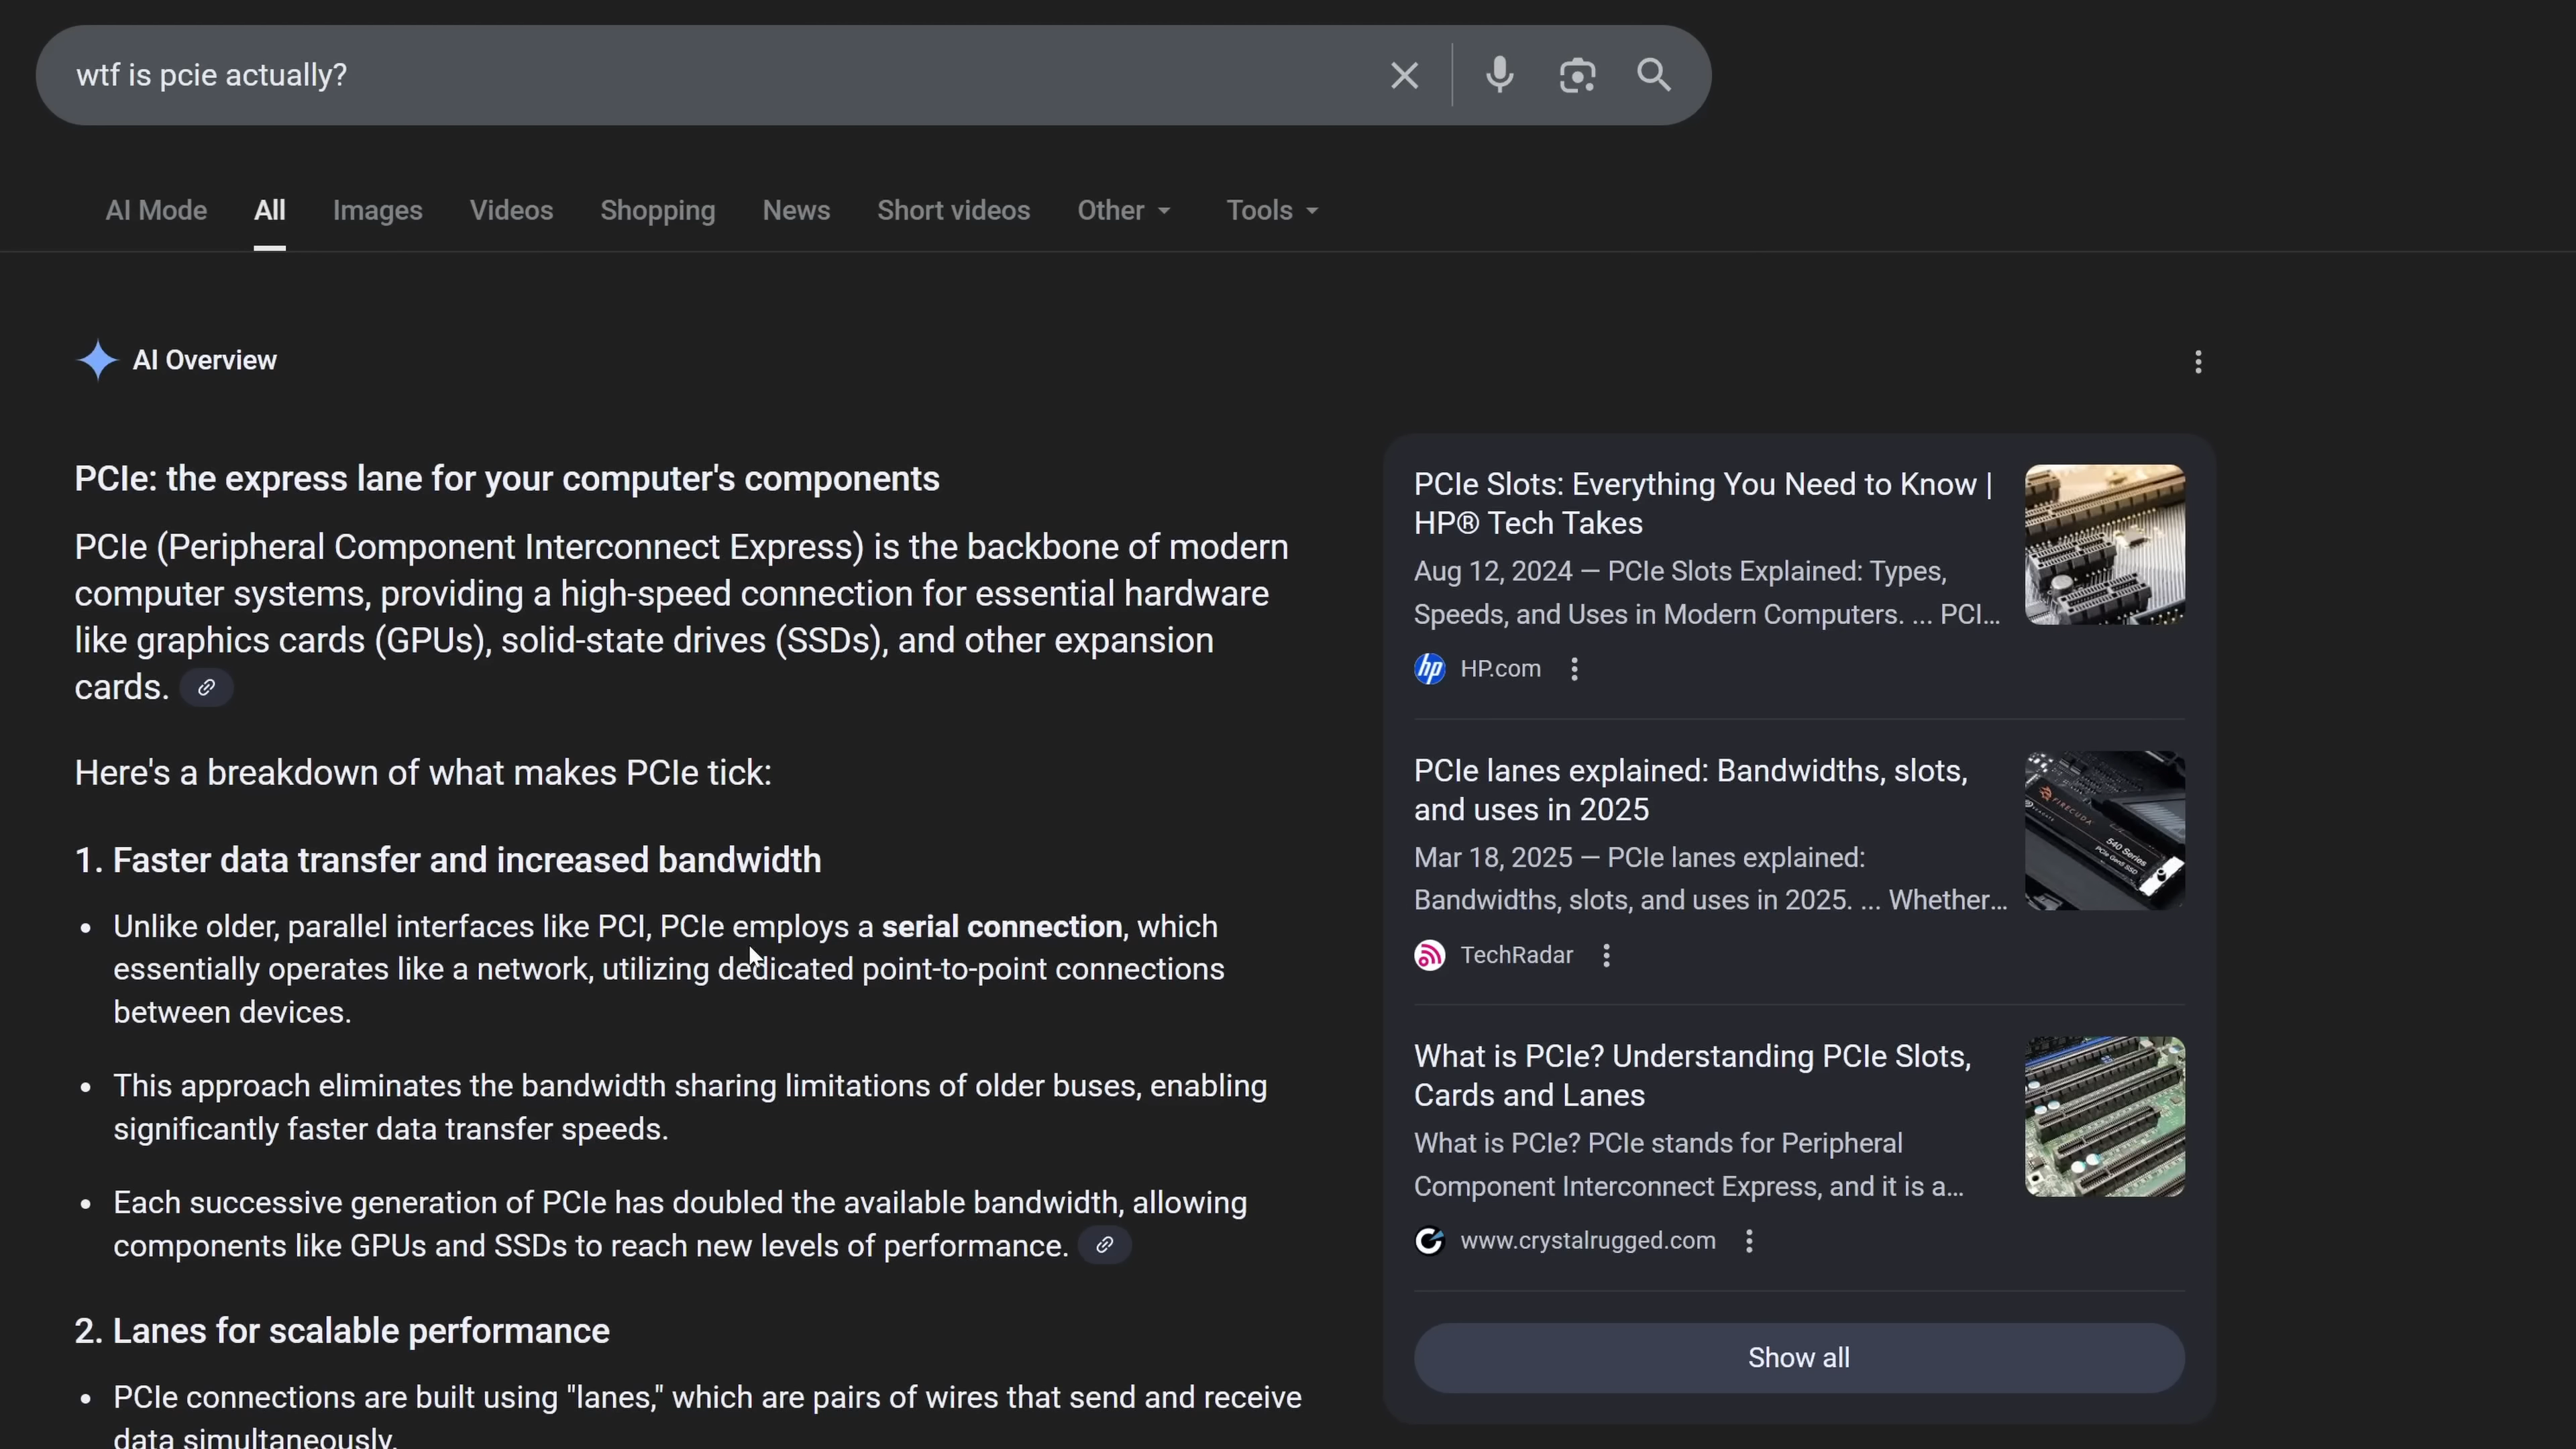 wtf is pcie actually?
AI Mode
All
Images
Videos
Shopping
News
Short videos
Other
Tools
AI Overview
PCIe: the express lane for your computer's components
PCIe (Peripheral Component Interconnect Express) is the backbone of modern
computer systems, providing a high-speed connection for essential hardware
like graphics cards (GPUs), solid-state drives (SSDs), and other expansion
cards.
Here's a breakdown of what makes PCIe tick:
1. Faster data transfer and increased bandwidth
• Unlike older, parallel interfaces like PCI, PCIe employs a serial connection, which
essentially operates like a network, utilizing dedicated point-to-point connections
between devices.
• This approach eliminates the bandwidth sharing limitations of older buses, enabling
significantly faster data transfer speeds.
• Each successive generation of PCIe has doubled the available bandwidth, allowing
components like GPUs and SSDs to reach new levels of performance.
2. Lanes for scalable performance
• PCIe connections are built using "lanes," which are pairs of wires that send and receive
data simultaneously.
PCIe Slots: Everything You Need to Know |
HP® Tech Takes
Aug 12, 2024 — PCIe Slots Explained: Types,
Speeds, and Uses in Modern Computers. ... PCI...
hp
HP.com
PCIe lanes explained: Bandwidths, slots,
and uses in 2025
Mar 18, 2025 — PCIe lanes explained:
Bandwidths, slots, and uses in 2025. ... Whether...
FIRECUDA
540 Series
PCIe Gen5 SSD
TechRadar
What is PCIe? Understanding PCIe Slots,
Cards and Lanes
What is PCIe? PCIe stands for Peripheral
Component Interconnect Express, and it is a...
www.crystalrugged.com
Show all